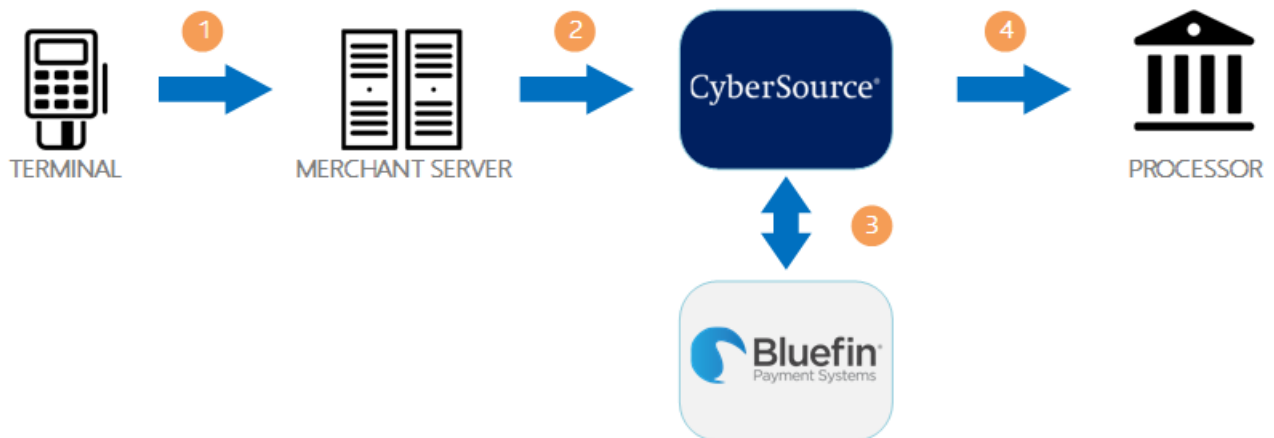 1
2
4
CyberSource®
TERMINAL
MERCHANT SERVER
PROCESSOR
3
Bluefin®
Payment Systems